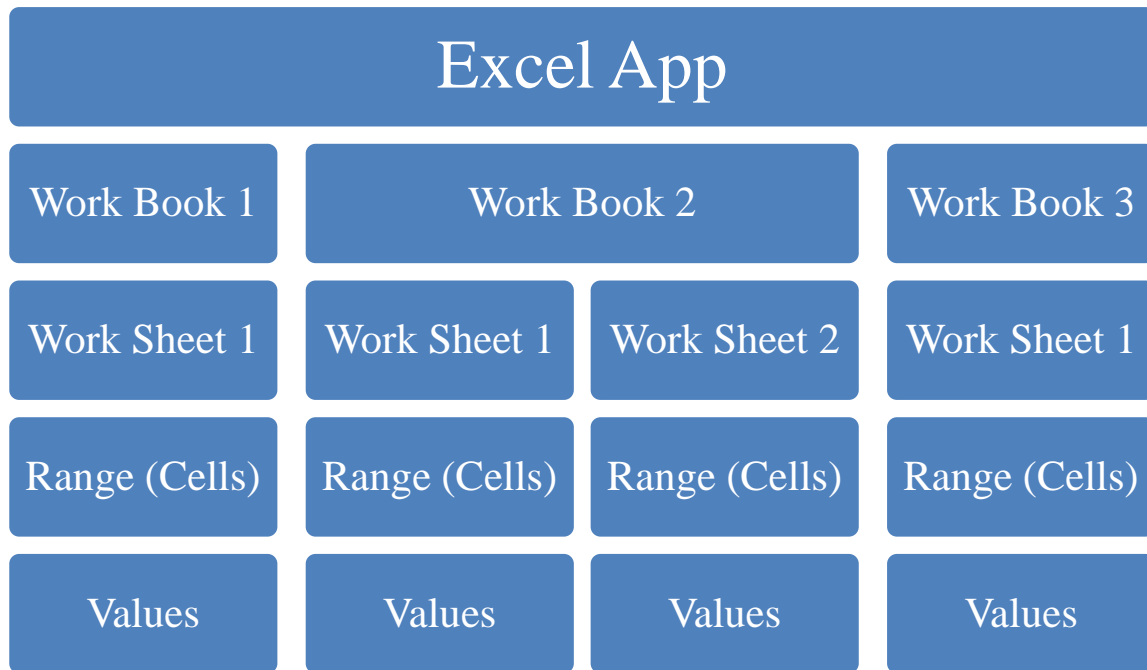 Excel App
Work Book 1
Work Book 2
Work Book 3
Work Sheet 1
Work Sheet 1
Work Sheet 2
Work Sheet 1
Range (Cells)
Range (Cells)
Range (Cells)
Range (Cells)
Values
Values
Values
Values